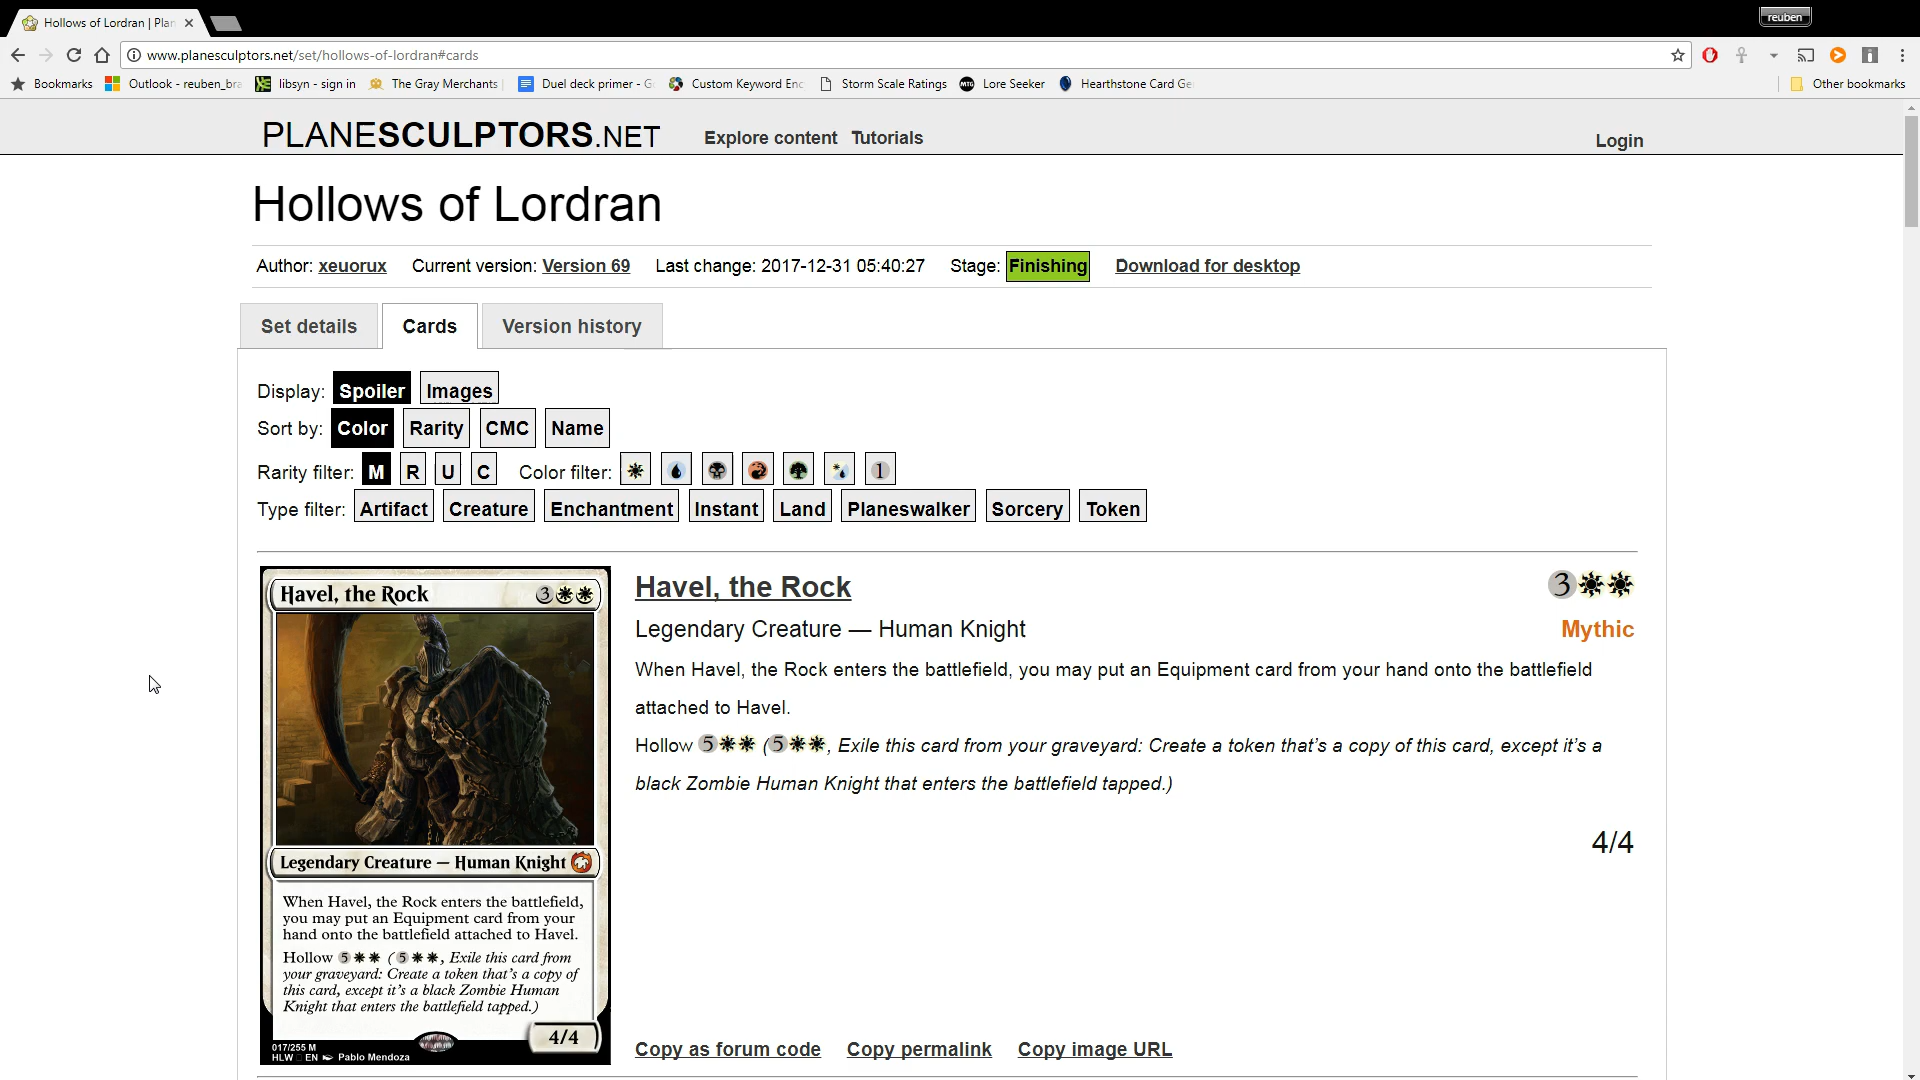 Hollows of Lordran | Plan
reuben
www.planesculptors.net/set/hollows-of-lordran#cards
Bookmarks Outlook - reuben_bra libsyn - sign in The Gray Merchants Duel deck primer - Go Custom Keyword Enc Storm Scale Ratings MTG Lore Seeker Hearthstone Card Ge Other bookmarks
PLANESCULPTORS.NET Explore content Tutorials Login
Hollows of Lordran
Author: xeuorux Current version: Version 69 Last change: 2017-12-31 05:40:27 Stage: Finishing Download for desktop
Set details Cards Version history
Display: Spoiler Images
Sort by: Color Rarity CMC Name
Rarity filter: M R U C Color filter: 1
Type filter: Artifact Creature Enchantment Instant Land Planeswalker Sorcery Token
Havel, the Rock 3
Legendary Creature — Human Knight
When Havel, the Rock enters the battlefield,
you may put an Equipment card from your
hand onto the battlefield attached to Havel.
Hollow 5 (5, Exile this card from
your graveyard: Create a token that's a copy of
this card, except it's a black Zombie Human
Knight that enters the battlefield tapped.)
4/4
017/255 M
HLW EN Pablo Mendoza
Havel, the Rock 3
Legendary Creature — Human Knight Mythic
When Havel, the Rock enters the battlefield, you may put an Equipment card from your hand onto the battlefield
attached to Havel.
Hollow 5 (5, Exile this card from your graveyard: Create a token that's a copy of this card, except it's a
black Zombie Human Knight that enters the battlefield tapped.)
4/4
Copy as forum code Copy permalink Copy image URL